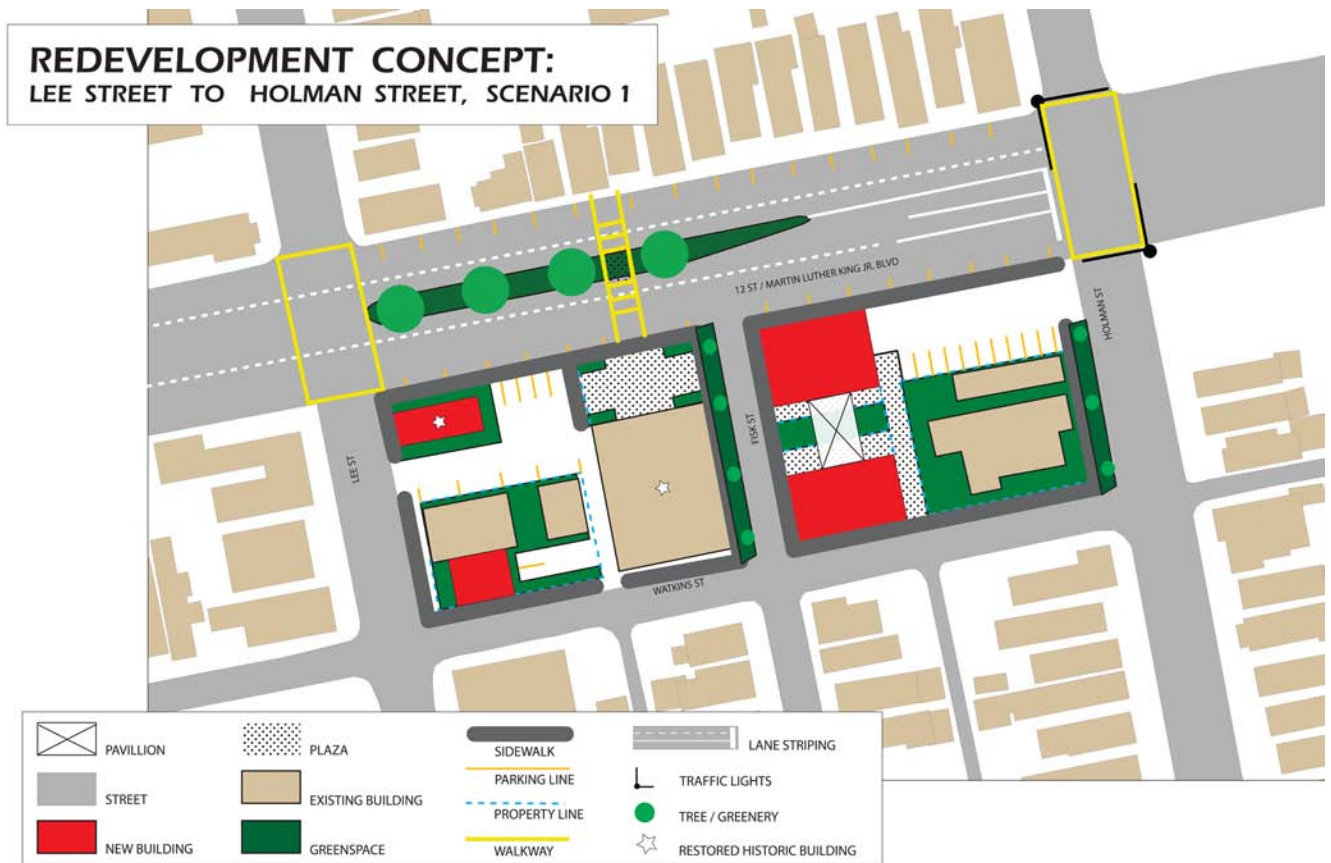 REDEVELOPMENT CONCEPT:
LEE STREET TO HOLMAN STREET, SCENARIO 1
12 ST / MARTIN LUTHER KING JR. BLVD
HOLMAN ST
FISK ST
LEE ST
WATKINS ST
PAVILLION
PLAZA
SIDEWALK
LANE STRIPING
STREET
EXISTING BUILDING
PARKING LINE
TRAFFIC LIGHTS
PROPERTY LINE
TREE / GREENERY
NEW BUILDING
GREENSPACE
WALKWAY
RESTORED HISTORIC BUILDING